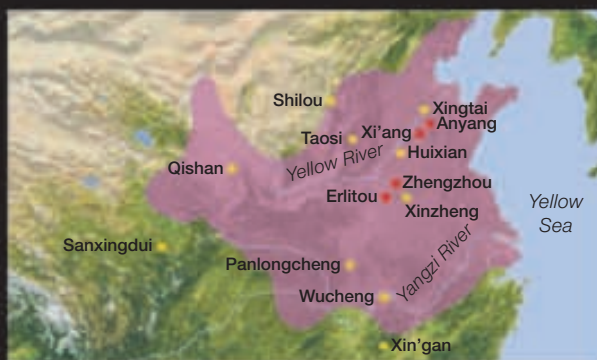 Shilou
Xingtai
Anyang
Taosi
Xi'ang
Yellow River
Huixian
Qishan
Zhengzhou
Erlitou
Xinzheng
Yellow
Sea
Sanxingdui
Panlongcheng
Yangzi River
Wucheng
Xin'gan